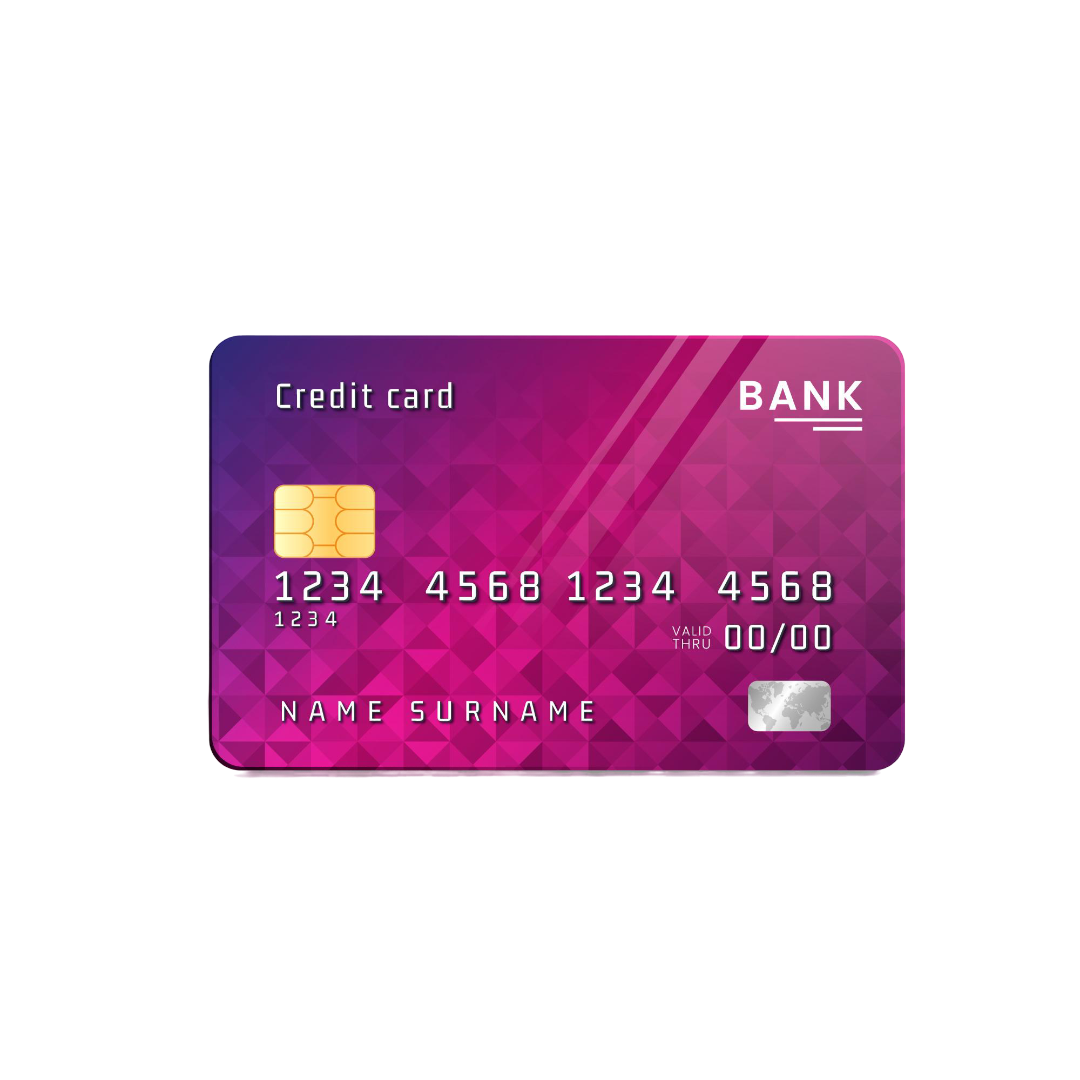 Credit card
BANK
1234 4568 1234 4568
1234
VALID
THRU
00/00
NAME SURNAME